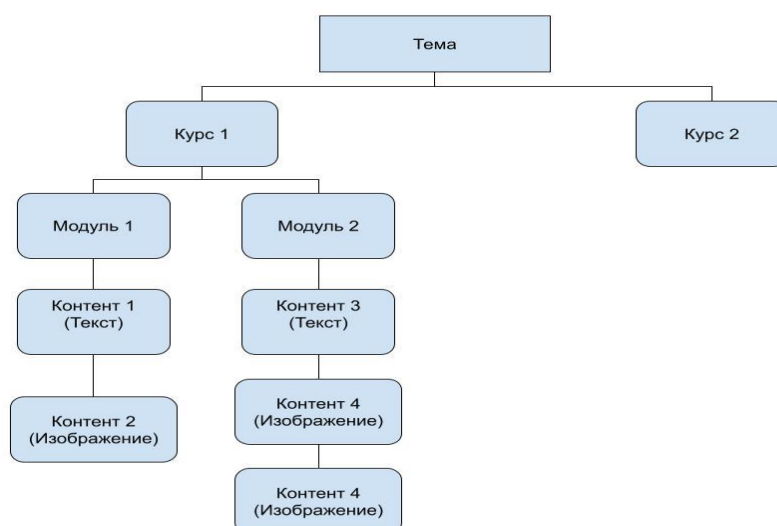 Тема
Курс 1
Курс 2
Модуль 1
Модуль 2
Контент 1
(Текст)
Контент 3
(Текст)
Контент 2
(Изображение)
Контент 4
(Изображение)
Контент 4
(Изображение)